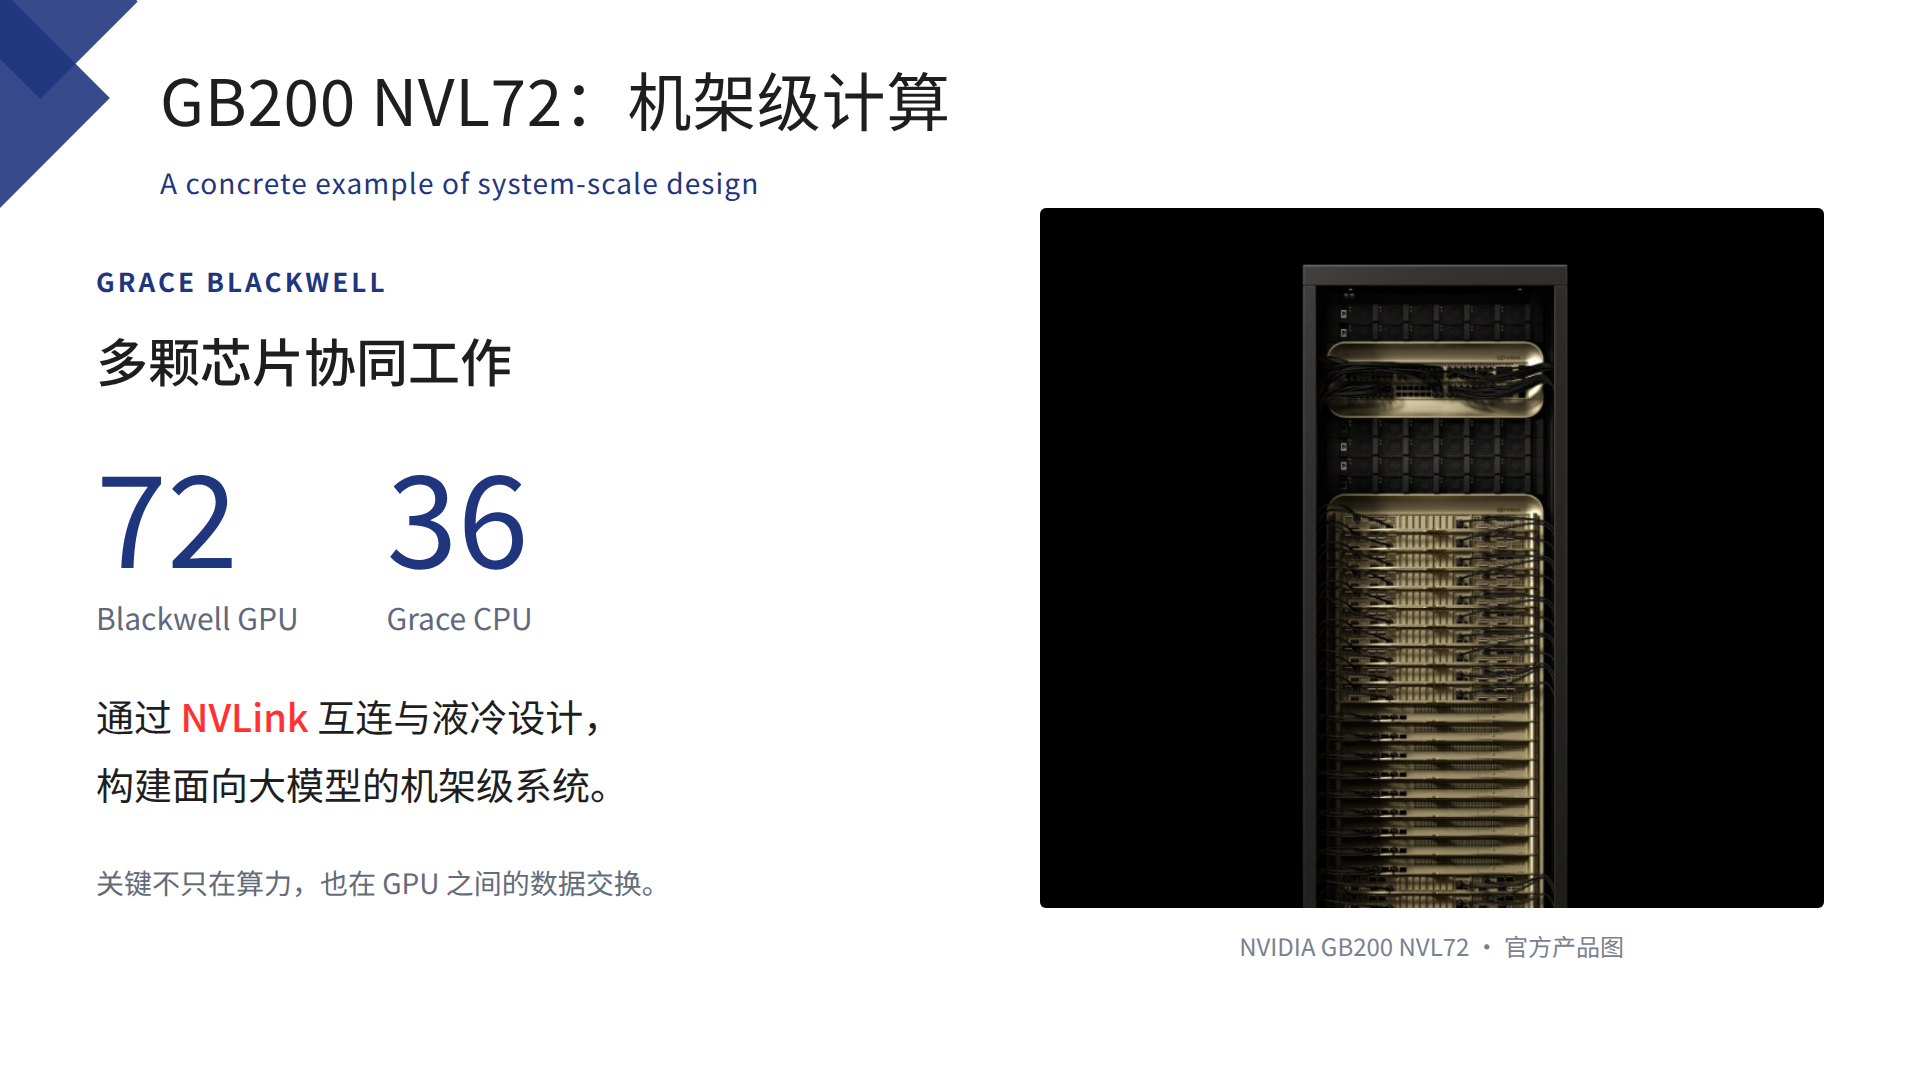 GB200 NVL72：机架级计算
A concrete example of system-scale design
GRACE BLACKWELL
多颗芯片协同工作
72
Blackwell GPU
36
Grace CPU
通过 NVLink 互连与液冷设计，
构建面向大模型的机架级系统。
关键不只在算力，也在 GPU 之间的数据交换。
NVIDIA GB200 NVL72 · 官方产品图